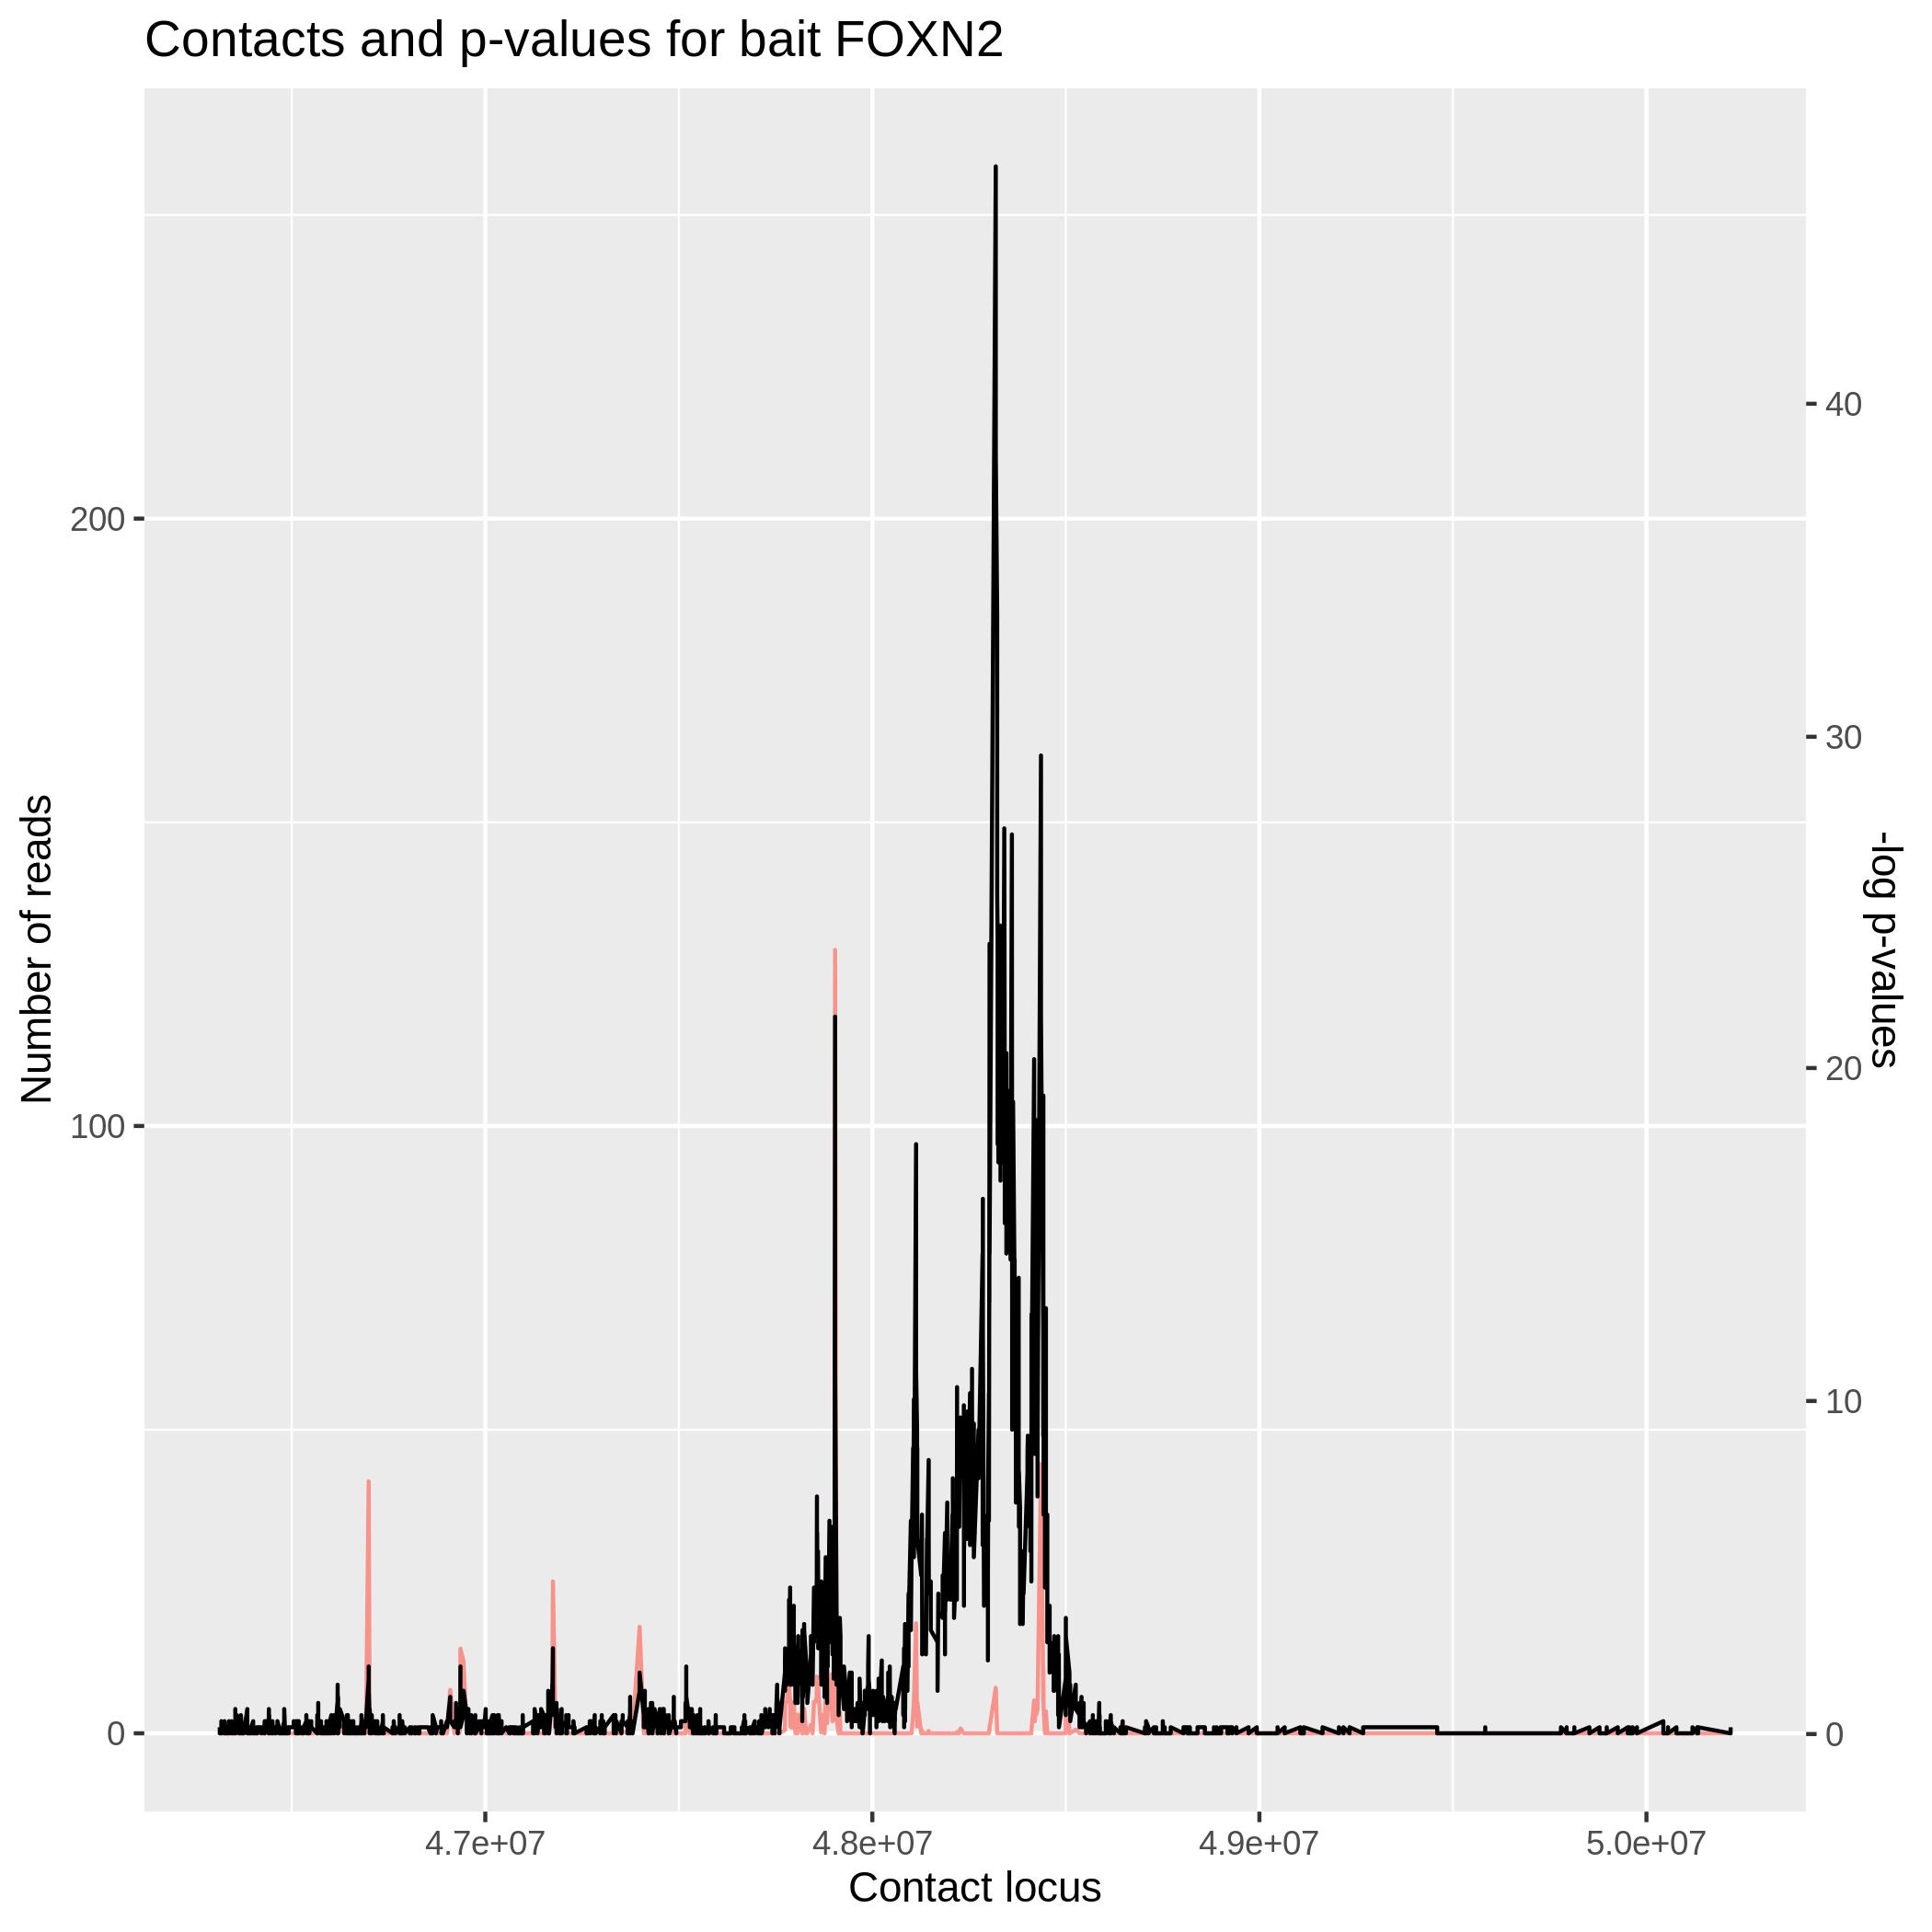 Contacts and p-values for bait FOXN2
Number of reads
200
100
0
40
30
20
10
0
-log p-values
4.7e+07
4.8e+07
4.9e+07
5.0e+07
Contact locus